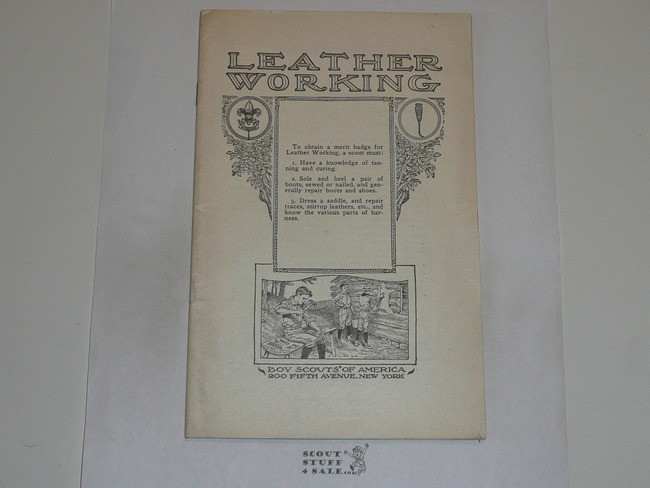 LEATHER
WORKING
To obtain a merit badge for
Leather Working, a scout must:
1. Have a knowledge of tan-
ning and curing.
2. Sole and heel a pair of
boots, sewed or nailed, and gen-
erally repair boots and shoes.
3. Dress a saddle, and repair
traces, stirrup leathers, etc., and
know the various parts of har-
ness.
BOY SCOUTS OF AMERICA
200 FIFTH AVENUE, NEW YORK
SCOUT
STUFF
4 SALE.com